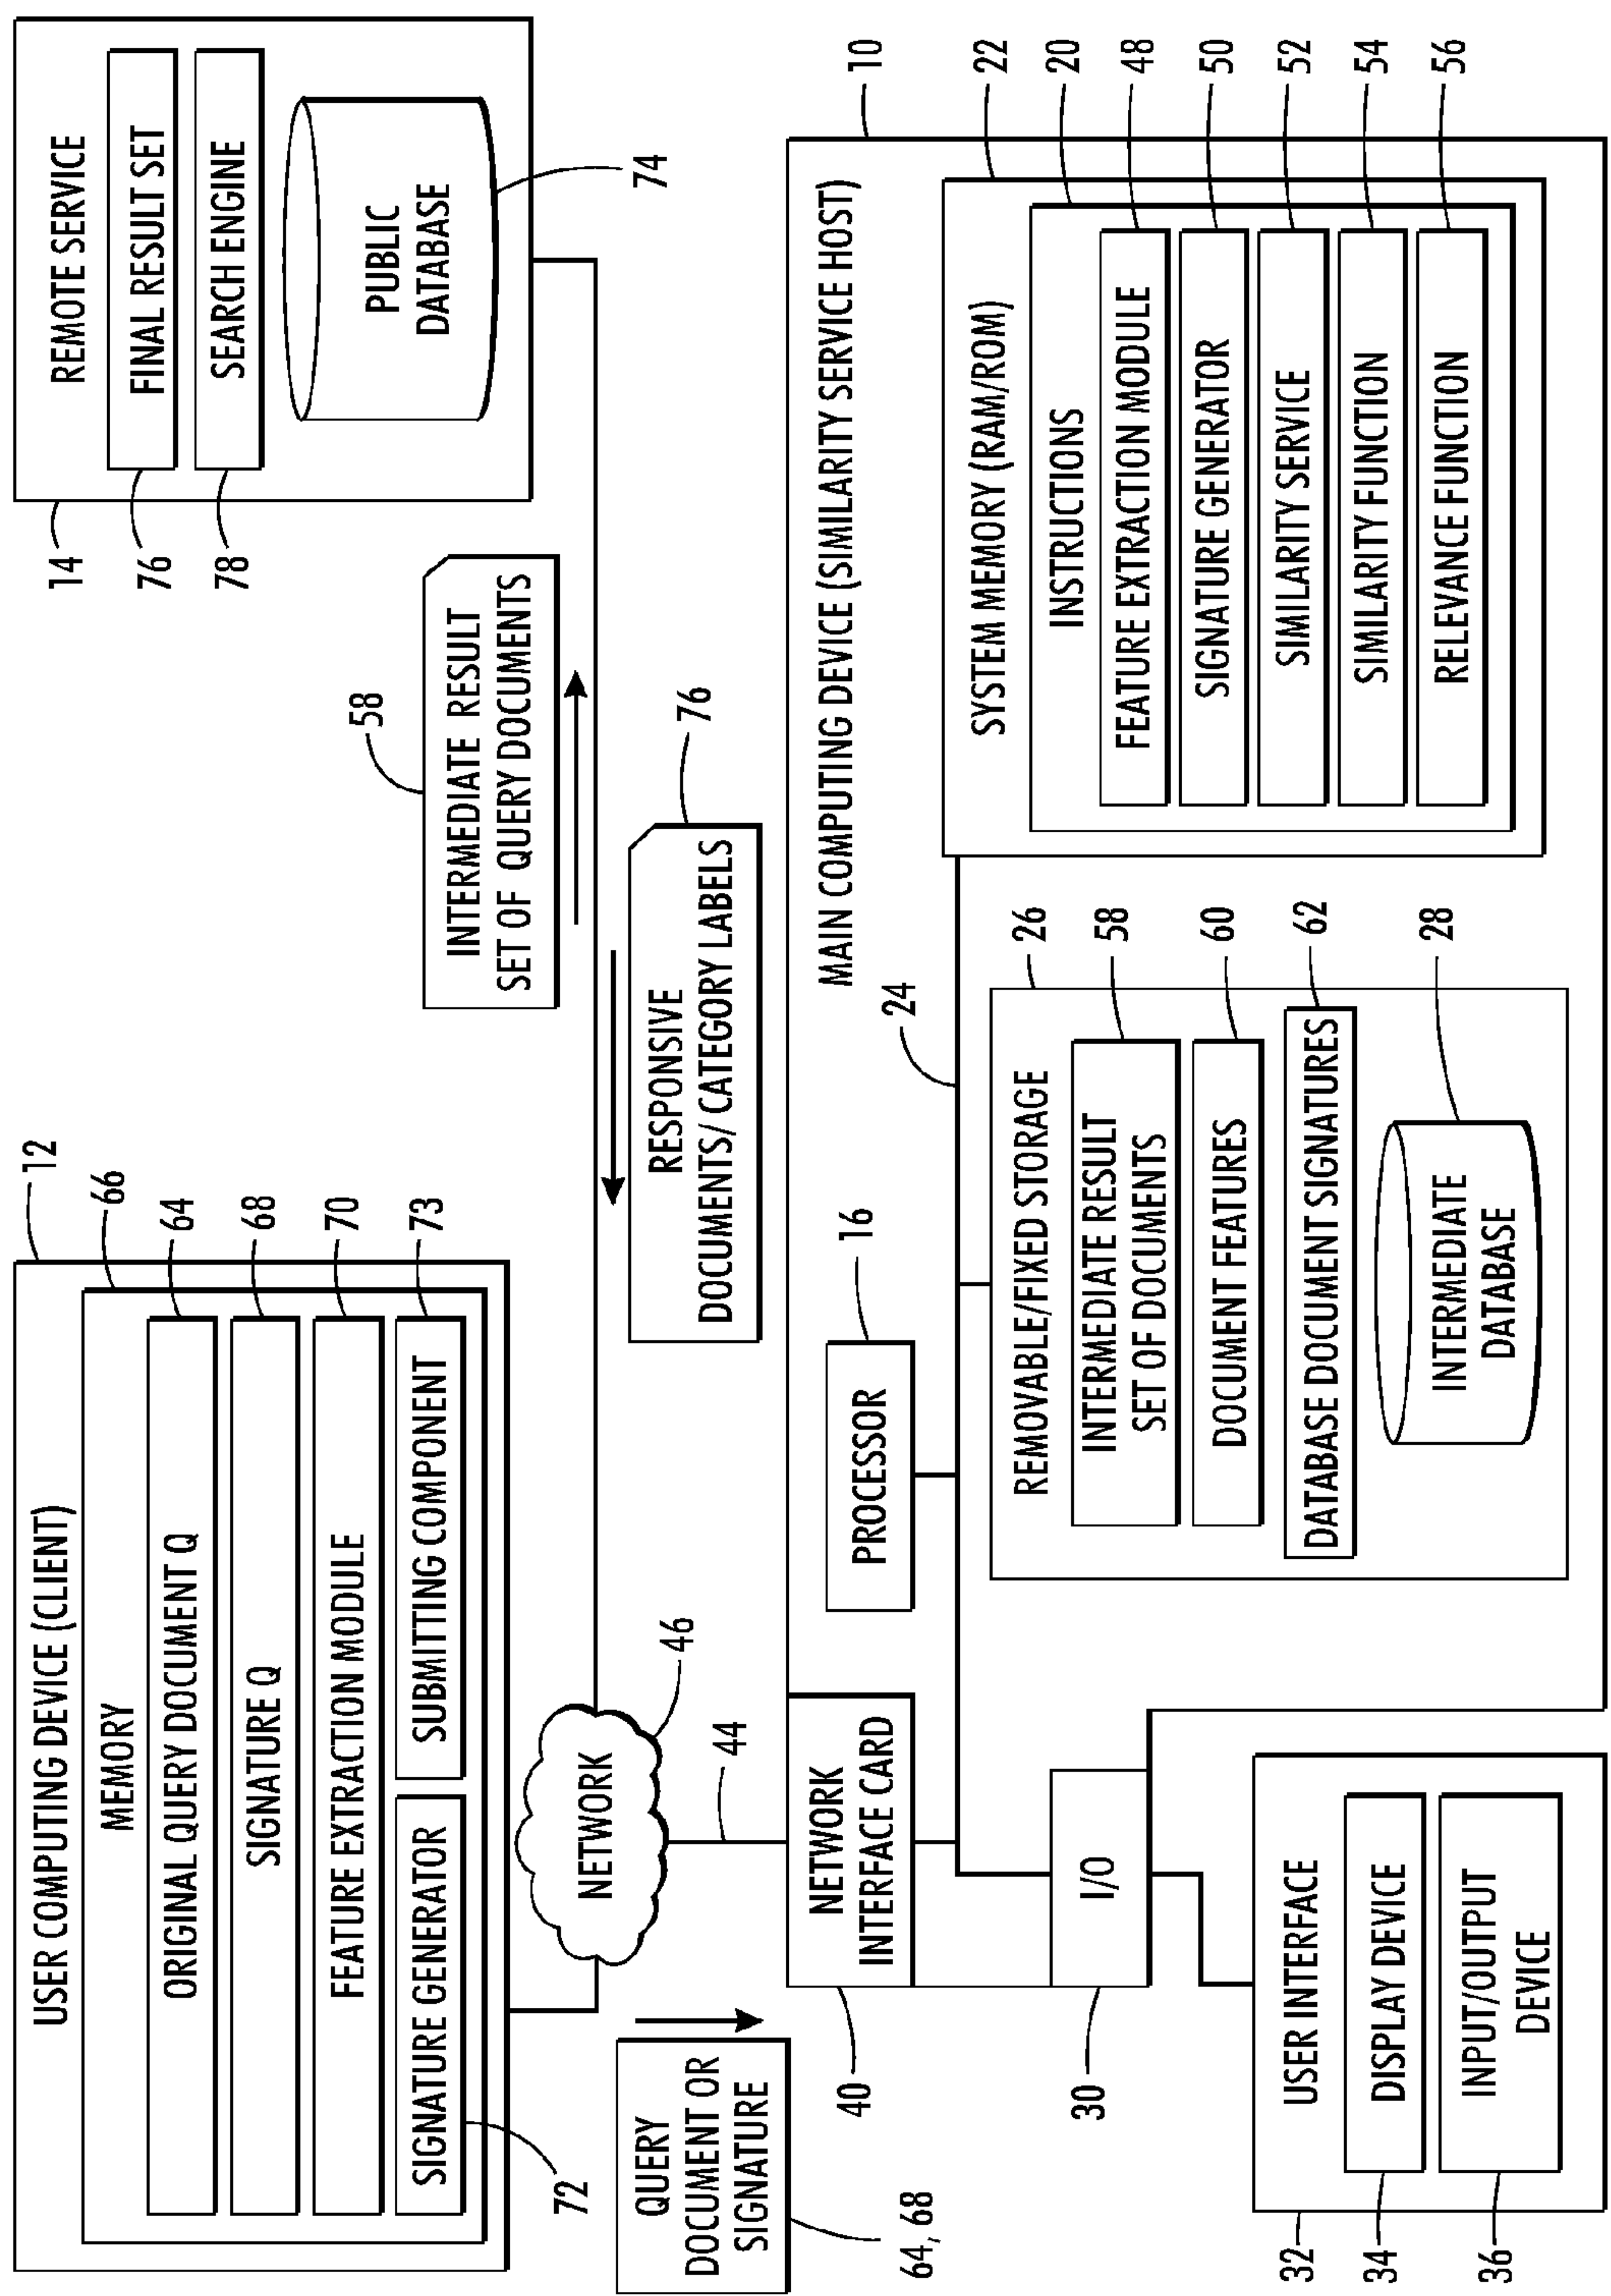 USER COMPUTING DEVICE (CLIENT)
12
MEMORY
66
ORIGINAL QUERY DOCUMENT Q
64
SIGNATURE Q
68
FEATURE EXTRACTION MODULE
70
SIGNATURE GENERATOR
SUBMITTING COMPONENT
73
72
REMOTE SERVICE
14
FINAL RESULT SET
76
SEARCH ENGINE
78
PUBLIC
DATABASE
74
58
INTERMEDIATE RESULT
SET OF QUERY DOCUMENTS
NETWORK
46
44
RESPONSIVE
DOCUMENTS/ CATEGORY LABELS
76
QUERY
DOCUMENT OR
SIGNATURE
64, 68
MAIN COMPUTING DEVICE (SIMILARITY SERVICE HOST)
10
NETWORK
INTERFACE CARD
40
PROCESSOR
16
24
I/O
30
REMOVABLE/FIXED STORAGE
26
INTERMEDIATE RESULT
SET OF DOCUMENTS
58
DOCUMENT FEATURES
60
DATABASE DOCUMENT SIGNATURES
62
INTERMEDIATE
DATABASE
28
SYSTEM MEMORY (RAM/ROM)
22
INSTRUCTIONS
20
FEATURE EXTRACTION MODULE
48
SIGNATURE GENERATOR
50
SIMILARITY SERVICE
52
SIMILARITY FUNCTION
54
RELEVANCE FUNCTION
56
USER INTERFACE
32
DISPLAY DEVICE
34
INPUT/OUTPUT
DEVICE
36